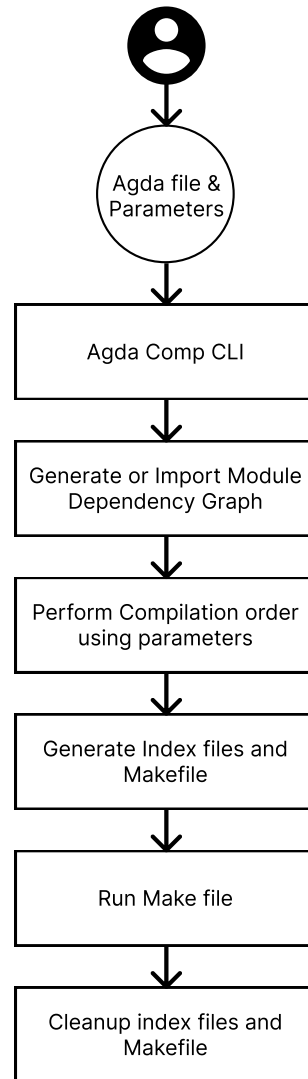 Agda file &
Parameters
Agda Comp CLI
Generate or Import Module
Dependency Graph
Perform Compilation order
using parameters
Generate Index files and
Makefile
Run Make file
Cleanup index files and
Makefile